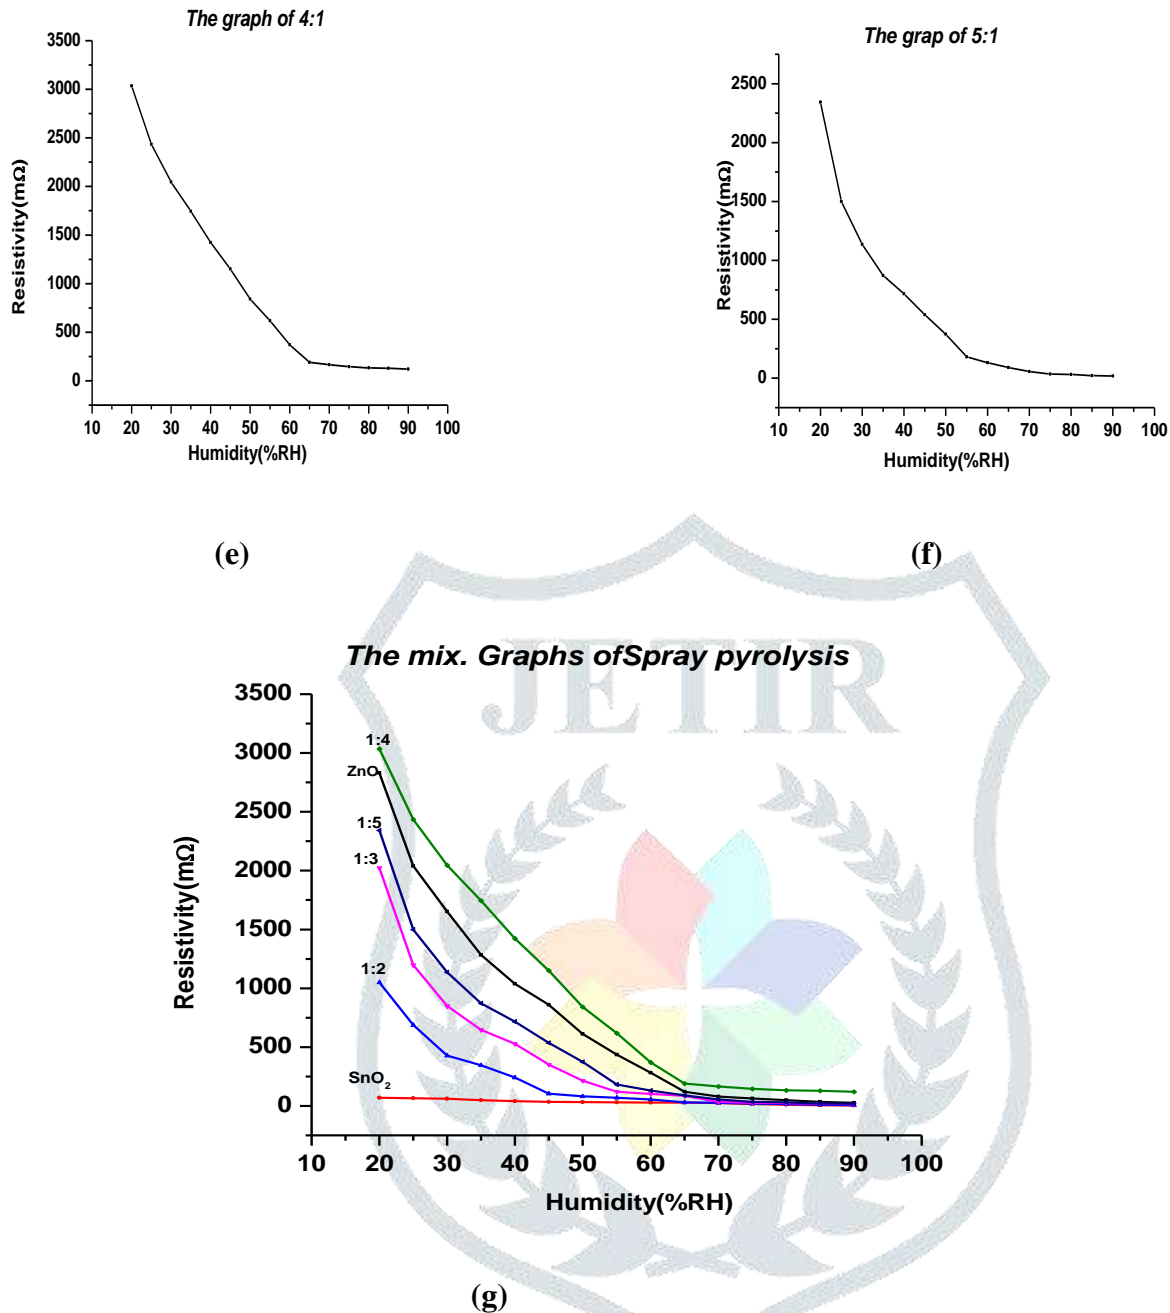 The graph of 4:1
3500
3000
2500
2000
1500
1000
500
0
Resistivity(mΩ)
10 20 30 40 50 60 70 80 90 100
Humidity(%RH)
The grap of 5:1
2500
2000
1500
1000
500
0
Resistivity(mΩ)
10 20 30 40 50 60 70 80 90 100
Humidity(%RH)
(e)
(f)
JETIR
The mix. Graphs ofSpray pyrolysis
3500
3000
2500
2000
1500
1000
500
0
Resistivity(mΩ)
1:4
ZnO
1:5
1:3
1:2
SnO₂
10 20 30 40 50 60 70 80 90 100
Humidity(%RH)
(g)